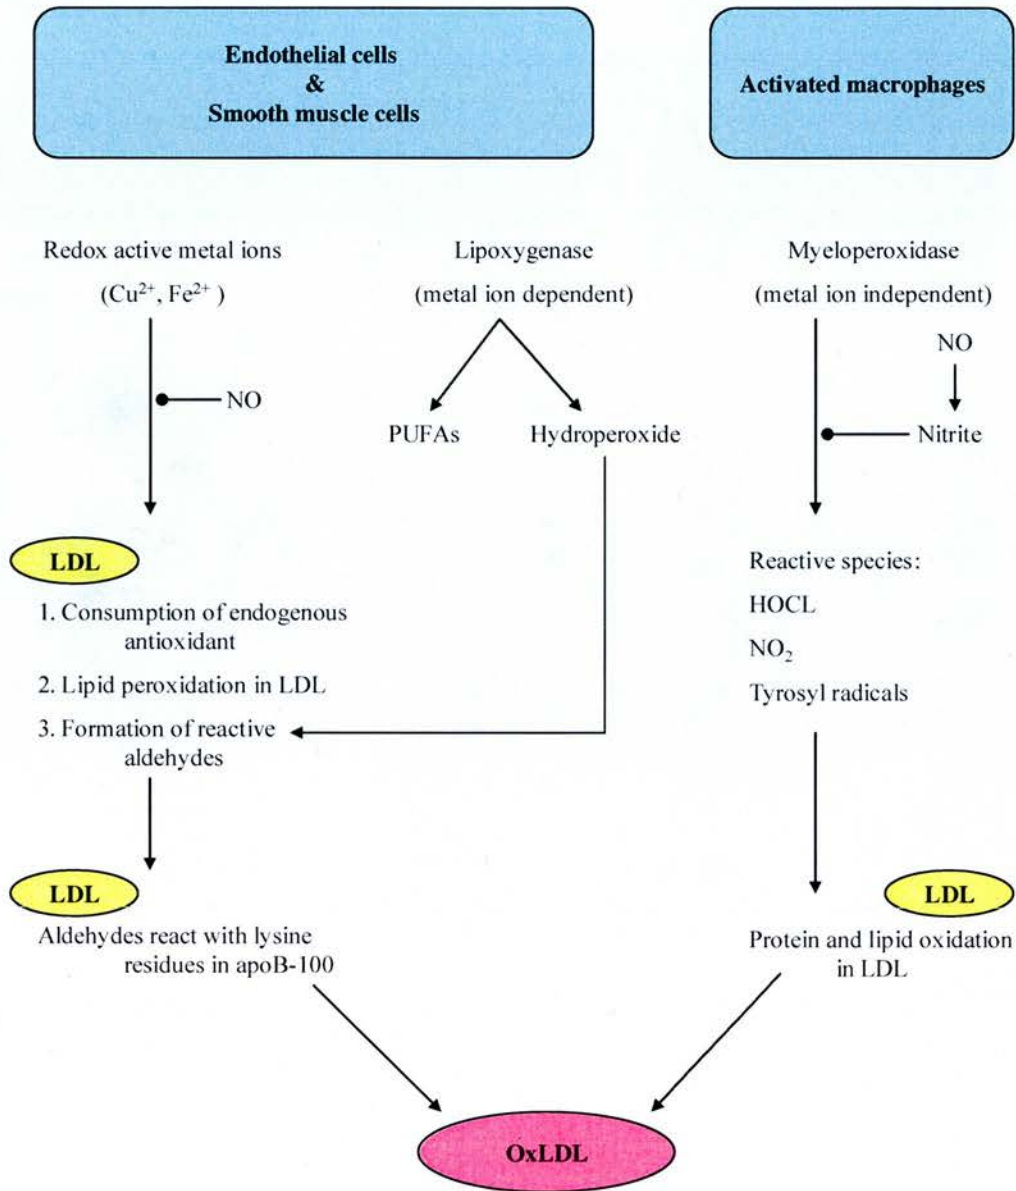 Endothelial cells
&
Smooth muscle cells
Activated macrophages
Redox active metal ions
(Cu²⁺, Fe²⁺ )
Lipoxygenase
(metal ion dependent)
Myeloperoxidase
(metal ion independent)
NO
NO
PUFAs
Hydroperoxide
Nitrite
LDL
1. Consumption of endogenous
antioxidant
2. Lipid peroxidation in LDL
3. Formation of reactive
aldehydes
Reactive species:
HOCL
NO₂
Tyrosyl radicals
LDL
Aldehydes react with lysine
residues in apoB-100
LDL
Protein and lipid oxidation
in LDL
OxLDL